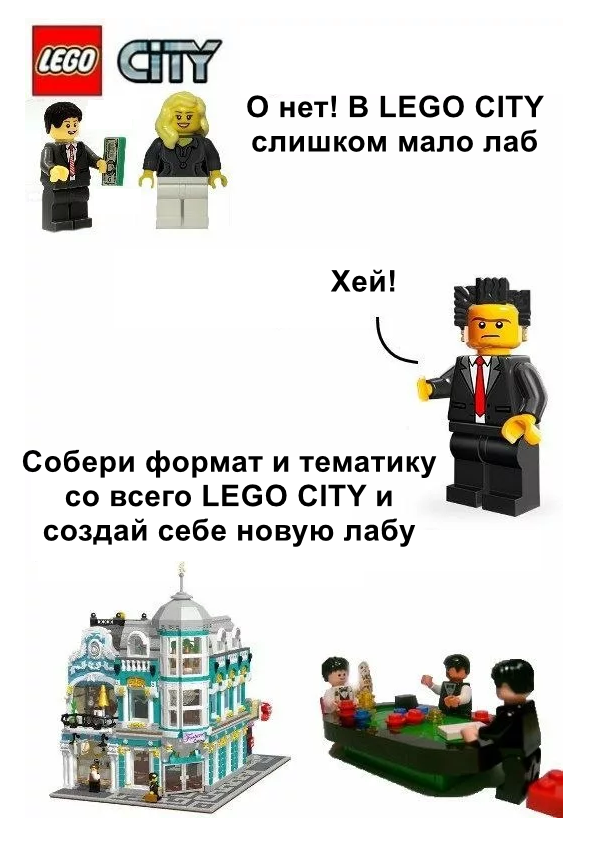 LEGO CITY
О нет! В LEGO CITY
слишком мало лаб
Хей!
Собери формат и тематику
со всего LEGO CITY и
создай себе новую лабу